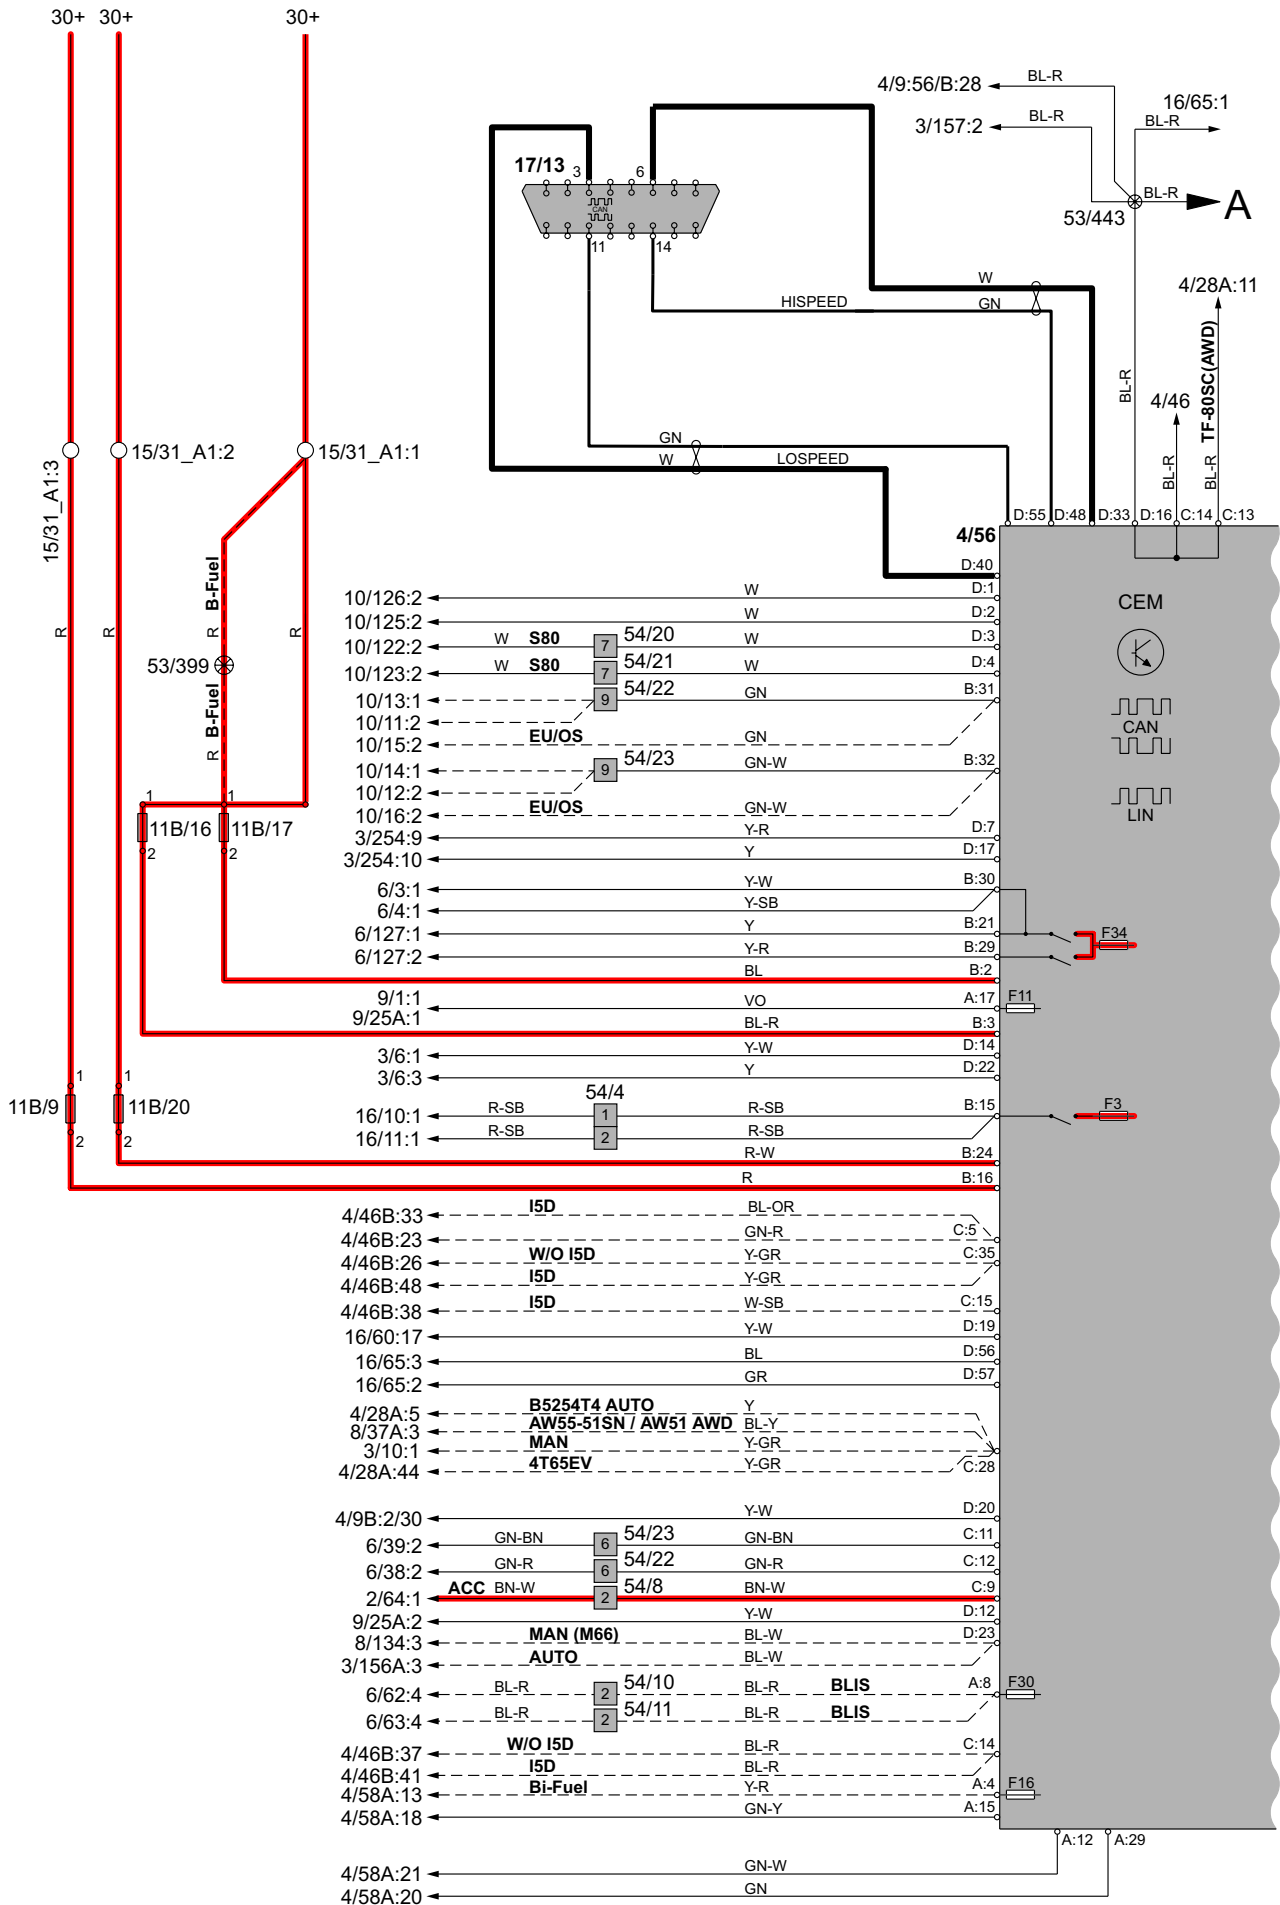 30+ 30+ 30+
4/9:56/B:28 BL-R
16/65:1
3/157:2 BL-R BL-R
17/13 3 6
CAN
BL-R A
53/443
11 14
W
4/28A:11
HISPEED GN
TF-80SC(AWD)
BL-R
4/46
GN
15/31_A1:2 15/31_A1:1
W LOSPEED
15/31_A1:3
BL-R BL-R
D:55 D:48 D:33 D:16 C:14 C:13
4/56
D:40
B-Fuel
10/126:2 W D:1
CEM
10/125:2 W D:2
R R R R
10/122:2 W S80 7 54/20 W D:3
53/399
10/123:2 W S80 7 54/21 W D:4
10/13:1 9 54/22 GN B:31
B-Fuel
10/11:2
CAN
10/15:2 EU/OS GN
R
10/14:1 9 54/23 GN-W B:32
10/12:2
1 1
10/16:2 EU/OS GN-W
LIN
11B/16 11B/17
3/254:9 Y-R D:7
2 2
3/254:10 Y D:17
6/3:1 Y-W B:30
6/4:1 Y-SB
6/127:1 Y B:21
F34
6/127:2 Y-R B:29
BL B:2
9/1:1 VO A:17 F11
9/25A:1
BL-R B:3
3/6:1 Y-W D:14
3/6:3 Y D:22
1 1
54/4
11B/9 11B/20
16/10:1 R-SB 1 R-SB B:15 F3
2 2
16/11:1 R-SB 2 R-SB
R-W B:24
R B:16
4/46B:33 I5D BL-OR
4/46B:23 GN-R C:5
4/46B:26 W/O I5D Y-GR C:35
4/46B:48 I5D Y-GR
4/46B:38 I5D W-SB C:15
16/60:17 Y-W D:19
16/65:3 BL D:56
16/65:2 GR D:57
4/28A:5 B5254T4 AUTO Y
8/37A:3 AW55-51SN / AW51 AWD BL-Y
3/10:1 MAN Y-GR
4/28A:44 4T65EV Y-GR C:28
4/9B:2/30 Y-W D:20
6/39:2 GN-BN 6 54/23 GN-BN C:11
6/38:2 GN-R 6 54/22 GN-R C:12
2/64:1 ACC BN-W 2 54/8 BN-W C:9
9/25A:2 Y-W D:12
8/134:3 MAN (M66) BL-W D:23
3/156A:3 AUTO BL-W
6/62:4 BL-R 2 54/10 BL-R BLIS A:8 F30
6/63:4 BL-R 2 54/11 BL-R BLIS
4/46B:37 W/O I5D BL-R C:14
4/46B:41 I5D BL-R
4/58A:13 Bi-Fuel Y-R A:4 F16
4/58A:18 GN-Y A:15
A:12 A:29
4/58A:21 GN-W
4/58A:20 GN